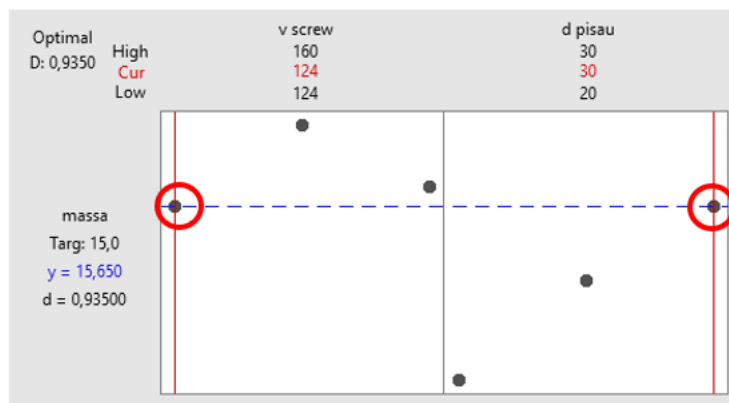 Optimal
D: 0,9350
High
Cur
Low
v screw
160
124
124
d pisau
30
30
20
massa
Targ: 15,0
y = 15,650
d = 0,93500